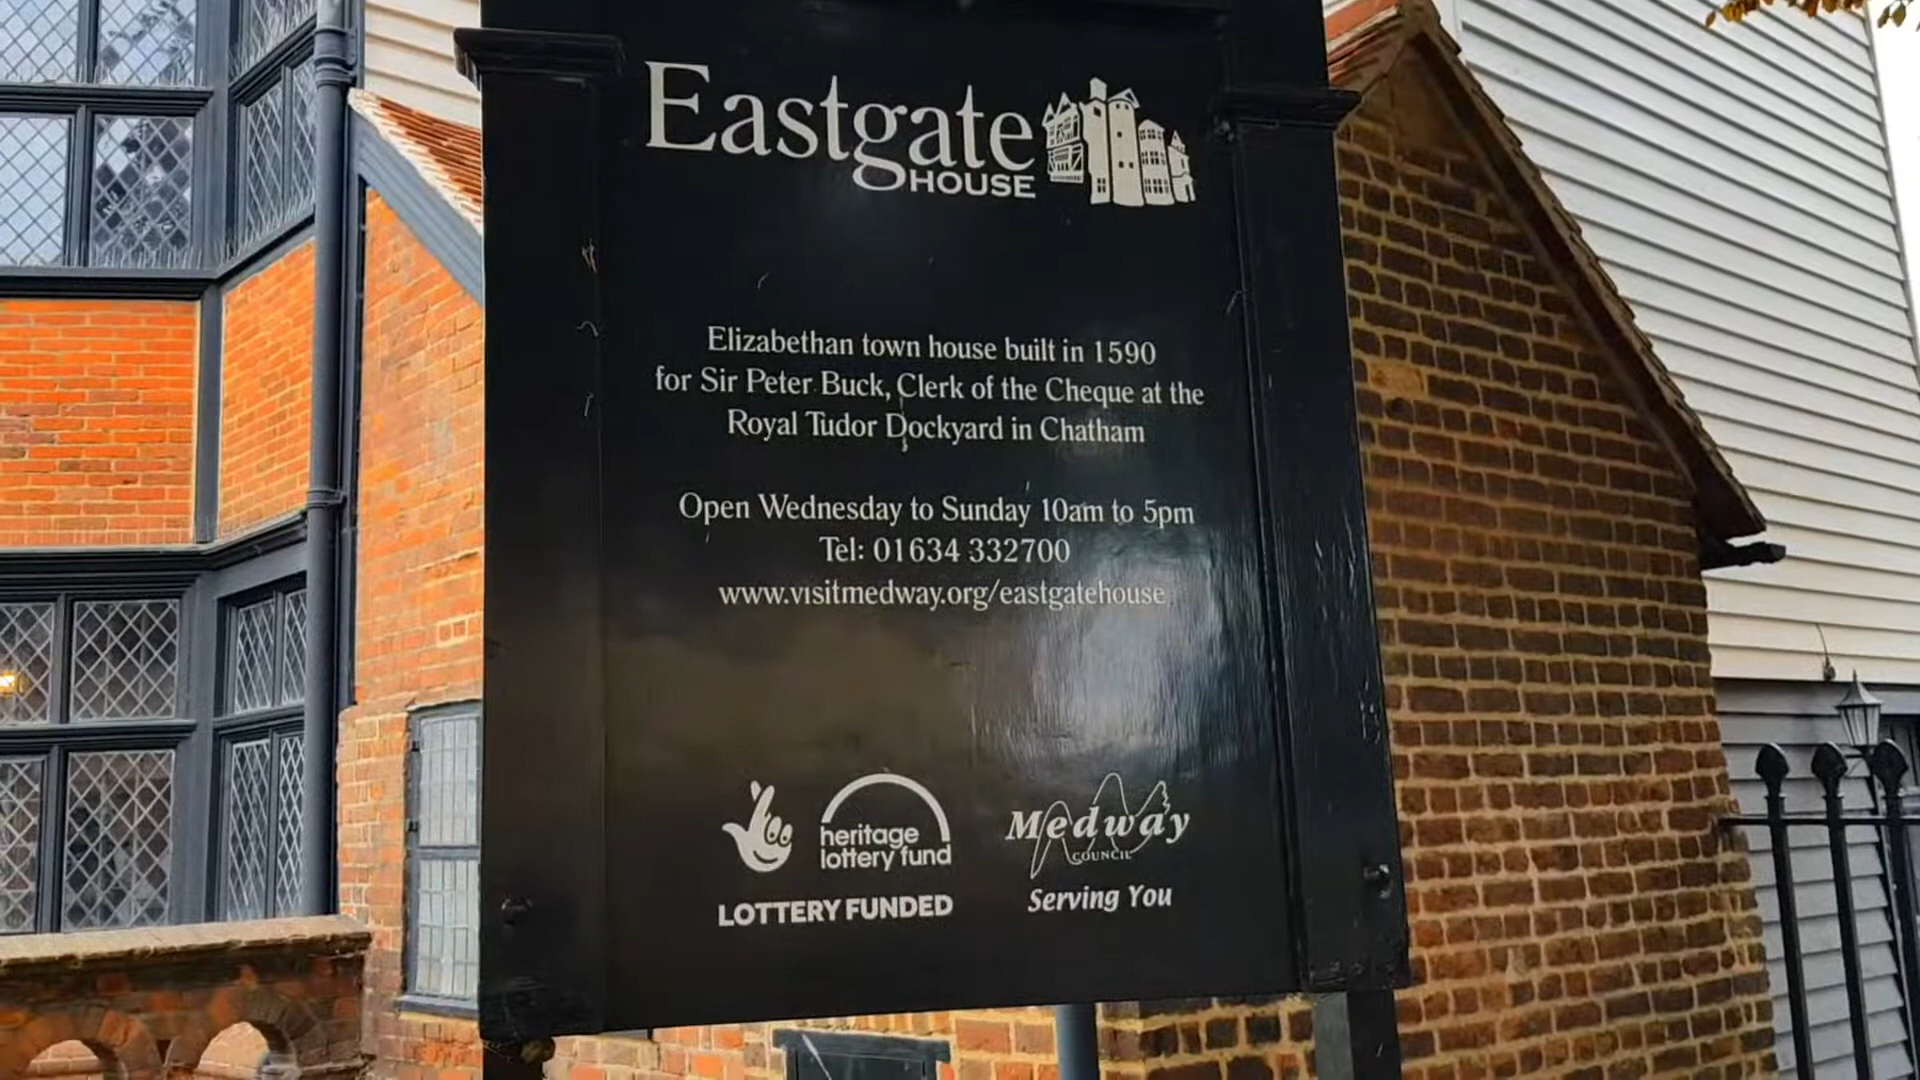 Eastgate
HOUSE
Elizabethan town house built in 1590
for Sir Peter Buck, Clerk of the Cheque at the
Royal Tudor Dockyard in Chatham
Open Wednesday to Sunday 10am to 5pm
Tel: 01634 332700
www.visitmedway.org/eastgatehouse
heritage
lottery fund
LOTTERY FUNDED
Medway
COUNCIL
Serving You